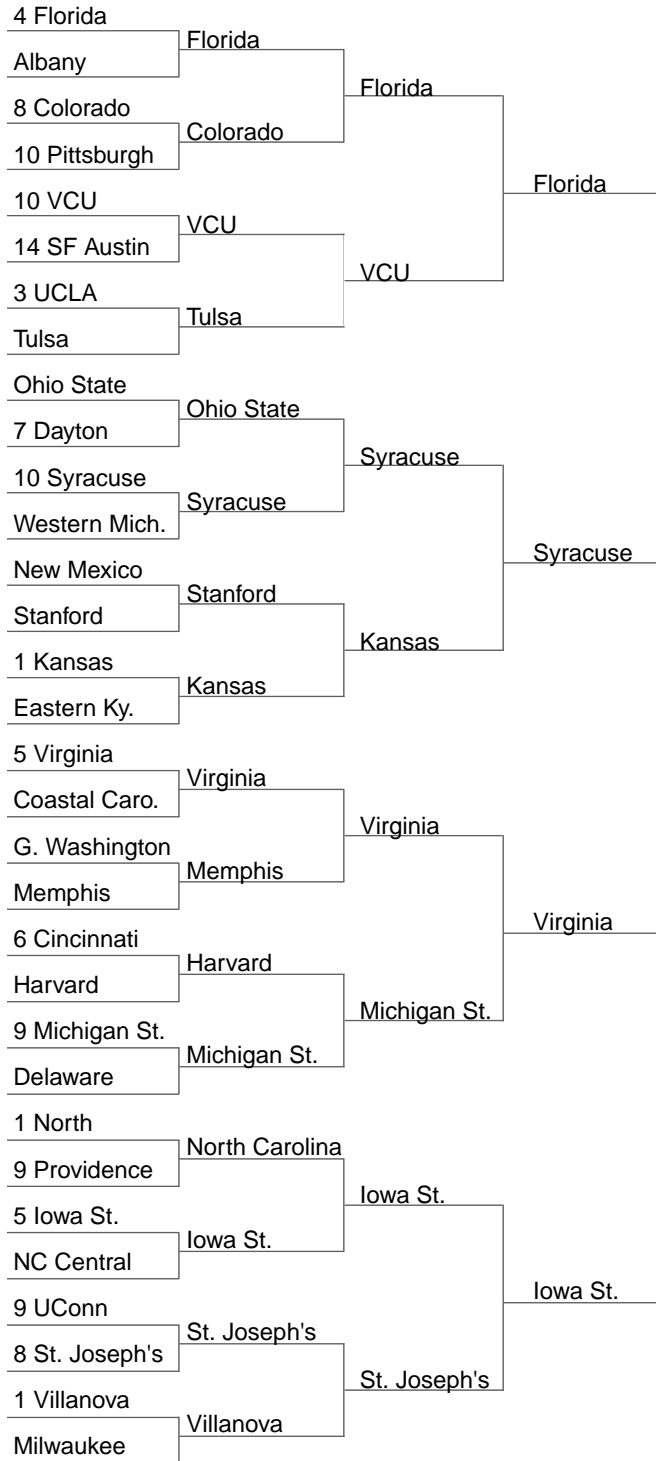 4 Florida
Albany
8 Colorado
10 Pittsburgh
10 VCU
14 SF Austin
3 UCLA
Tulsa
Ohio State
7 Dayton
10 Syracuse
Western Mich.
New Mexico
Stanford
1 Kansas
Eastern Ky.
5 Virginia
Coastal Caro.
G. Washington
Memphis
6 Cincinnati
Harvard
9 Michigan St.
Delaware
1 North
9 Providence
5 Iowa St.
NC Central
9 UConn
8 St. Joseph's
1 Villanova
Milwaukee
Florida
Colorado
VCU
Tulsa
Ohio State
Syracuse
Stanford
Kansas
Virginia
Memphis
Harvard
Michigan St.
North Carolina
Iowa St.
St. Joseph's
Villanova
Florida
VCU
Syracuse
Kansas
Virginia
Michigan St.
Iowa St.
St. Joseph's
Florida
Syracuse
Virginia
Iowa St.